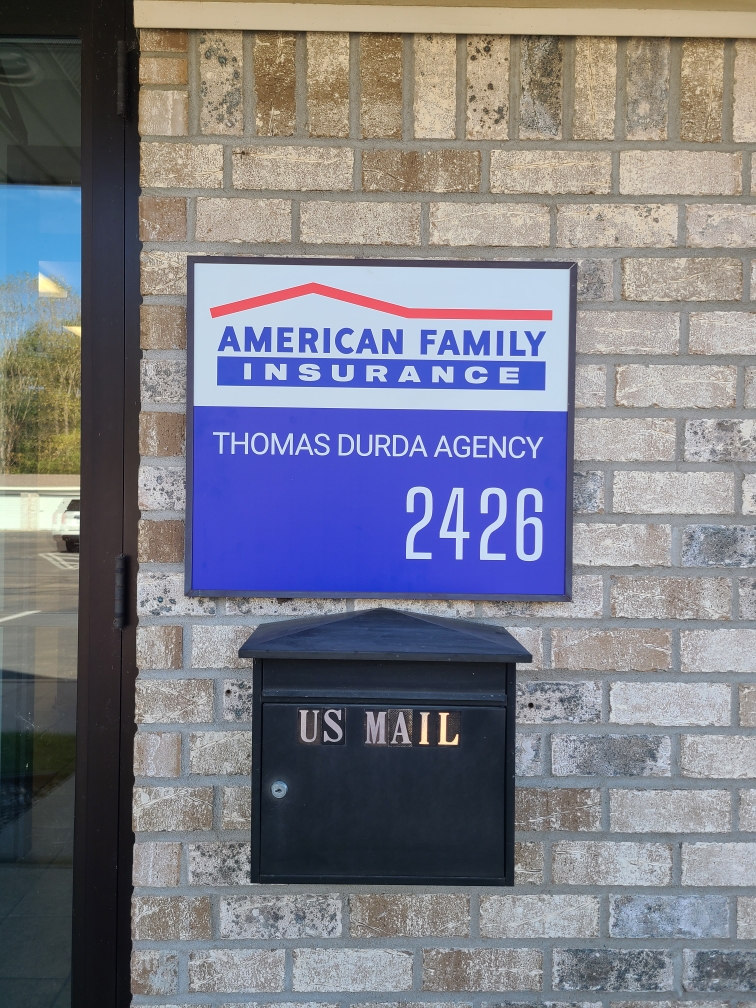 AMERICAN FAMILY
INSURANCE
THOMAS DURDA AGENCY
2426
US MAIL